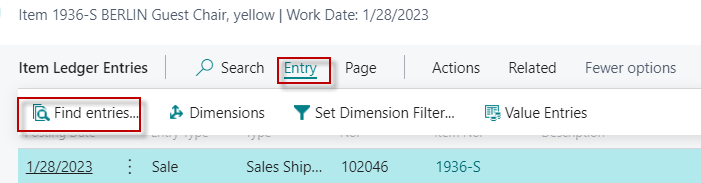 Item 1936-S BERLIN Guest Chair, yellow | Work Date: 1/28/2023
Item Ledger Entries Search Entry Page Actions Related Fewer options
Find entries... Dimensions Set Dimension Filter... Value Entries
Posting Date Entry Type Type No. Item No. Description
1/28/2023 Sale Sales Ship... 102046 1936-S